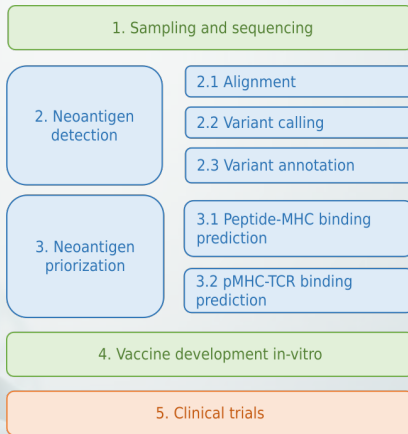 1. Sampling and sequencing
2. Neoantigen
detection
2.1 Alignment
2.2 Variant calling
2.3 Variant annotation
3. Neoantigen
priorization
3.1 Peptide-MHC binding
prediction
3.2 pMHC-TCR binding
prediction
4. Vaccine development in-vitro
5. Clinical trials